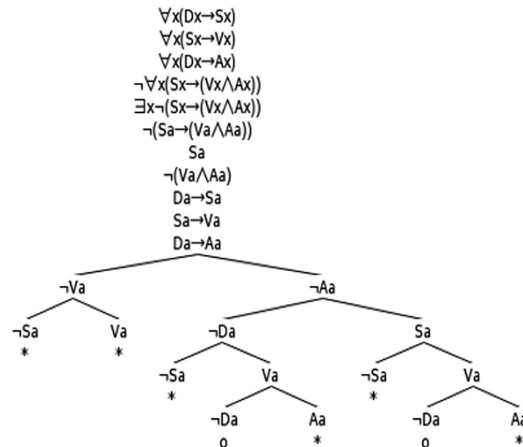 ∀x(Dx→Sx)
∀x(Sx→Vx)
∀x(Dx→Ax)
¬∀x(Sx→(Vx∧Ax))
∃x¬(Sx→(Vx∧Ax))
¬(Sa→(Va∧Aa))
Sa
¬(Va∧Aa)
Da→Sa
Sa→Va
Da→Aa
¬Va ¬Aa
¬Sa Va ¬Da Sa
* *
¬Sa Va ¬Sa Va
* *
¬Da Aa ¬Da Aa
o * o *